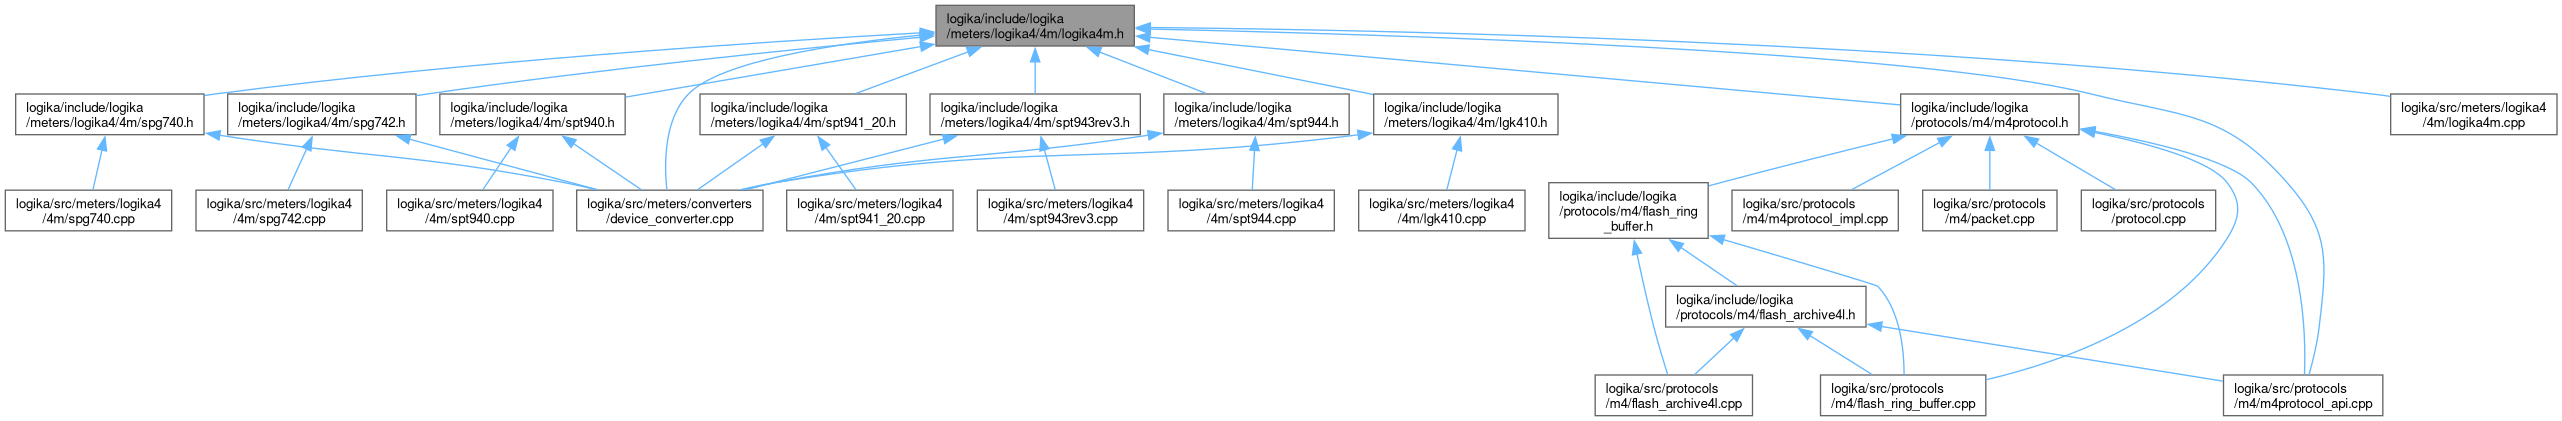 logika/include/logika
/meters/logika4/4m/logika4m.h
logika/include/logika
/meters/logika4/4m/spg740.h
logika/include/logika
/meters/logika4/4m/spg742.h
logika/include/logika
/meters/logika4/4m/spt940.h
logika/include/logika
/meters/logika4/4m/spt941_20.h
logika/include/logika
/meters/logika4/4m/spt943rev3.h
logika/include/logika
/meters/logika4/4m/spt944.h
logika/include/logika
/meters/logika4/4m/lgk410.h
logika/include/logika
/protocols/m4/m4protocol.h
logika/src/meters/logika4
/4m/logika4m.cpp
logika/src/meters/logika4
/4m/spg740.cpp
logika/src/meters/logika4
/4m/spg742.cpp
logika/src/meters/logika4
/4m/spt940.cpp
logika/src/meters/converters
/device_converter.cpp
logika/src/meters/logika4
/4m/spt941_20.cpp
logika/src/meters/logika4
/4m/spt943rev3.cpp
logika/src/meters/logika4
/4m/spt944.cpp
logika/src/meters/logika4
/4m/lgk410.cpp
logika/include/logika
/protocols/m4/flash_ring
_buffer.h
logika/src/protocols
/m4/m4protocol_impl.cpp
logika/src/protocols
/m4/packet.cpp
logika/src/protocols
/protocol.cpp
logika/include/logika
/protocols/m4/flash_archive4l.h
logika/src/protocols
/m4/flash_archive4l.cpp
logika/src/protocols
/m4/flash_ring_buffer.cpp
logika/src/protocols
/m4/m4protocol_api.cpp